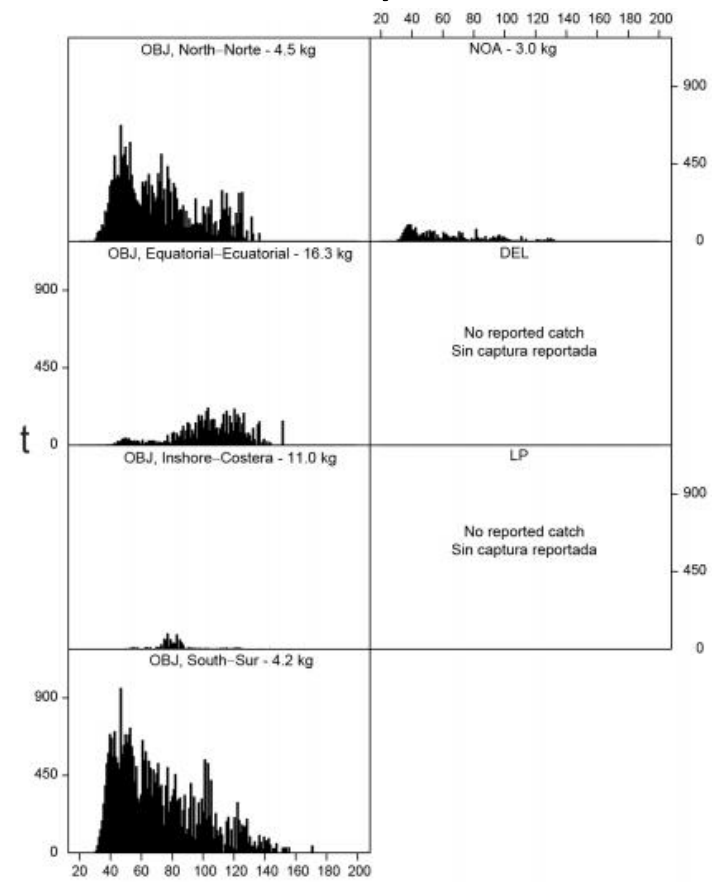 20 40 60 80 100 120 140 160 180 200
OBJ, North–Norte - 4.5 kg
NOA - 3.0 kg
900
450
0
OBJ, Equatorial–Ecuatorial - 16.3 kg
DEL
900
450
0
No reported catch
Sin captura reportada
t
OBJ, Inshore–Costera - 11.0 kg
LP
No reported catch
Sin captura reportada
900
450
0
OBJ, South–Sur - 4.2 kg
900
450
0
20 40 60 80 100 120 140 160 180 200